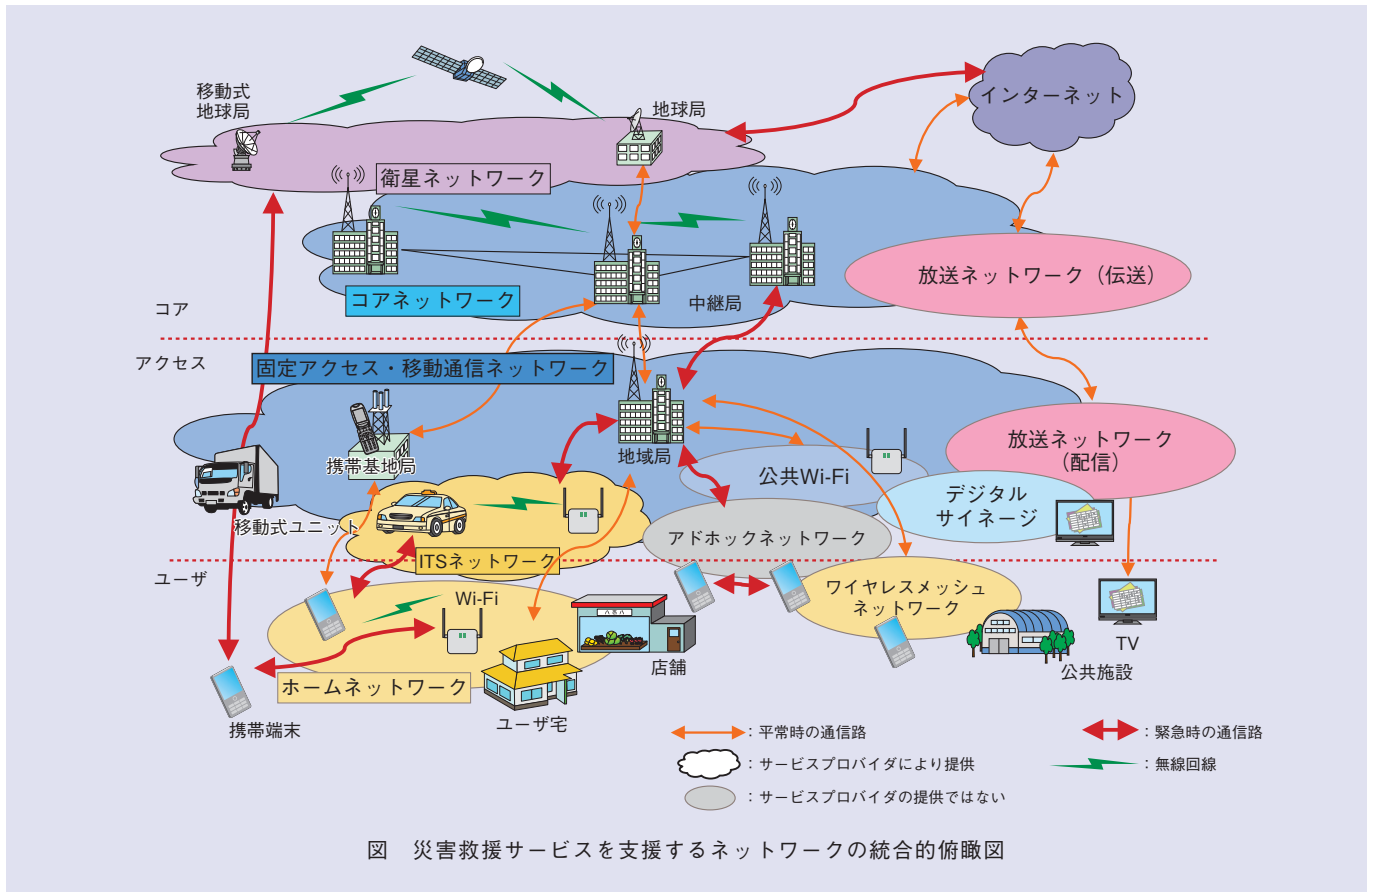 移動式
地球局
地球局
インターネット
衛星ネットワーク
放送ネットワーク（伝送）
コアネットワーク
中継局
コア
アクセス
固定アクセス・移動通信ネットワーク
携帯基地局
地域局
放送ネットワーク
（配信）
公共Wi-Fi
デジタル
サイネージ
移動式ユニット
アドホックネットワーク
ITSネットワーク
ユーザ
ワイヤレスメッシュ
ネットワーク
Wi-Fi
TV
店舗
公共施設
ホームネットワーク
ユーザ宅
携帯端末
：平常時の通信路
：緊急時の通信路
：サービスプロバイダにより提供
：無線回線
：サービスプロバイダの提供ではない
図　災害救援サービスを支援するネットワークの統合的俯瞰図